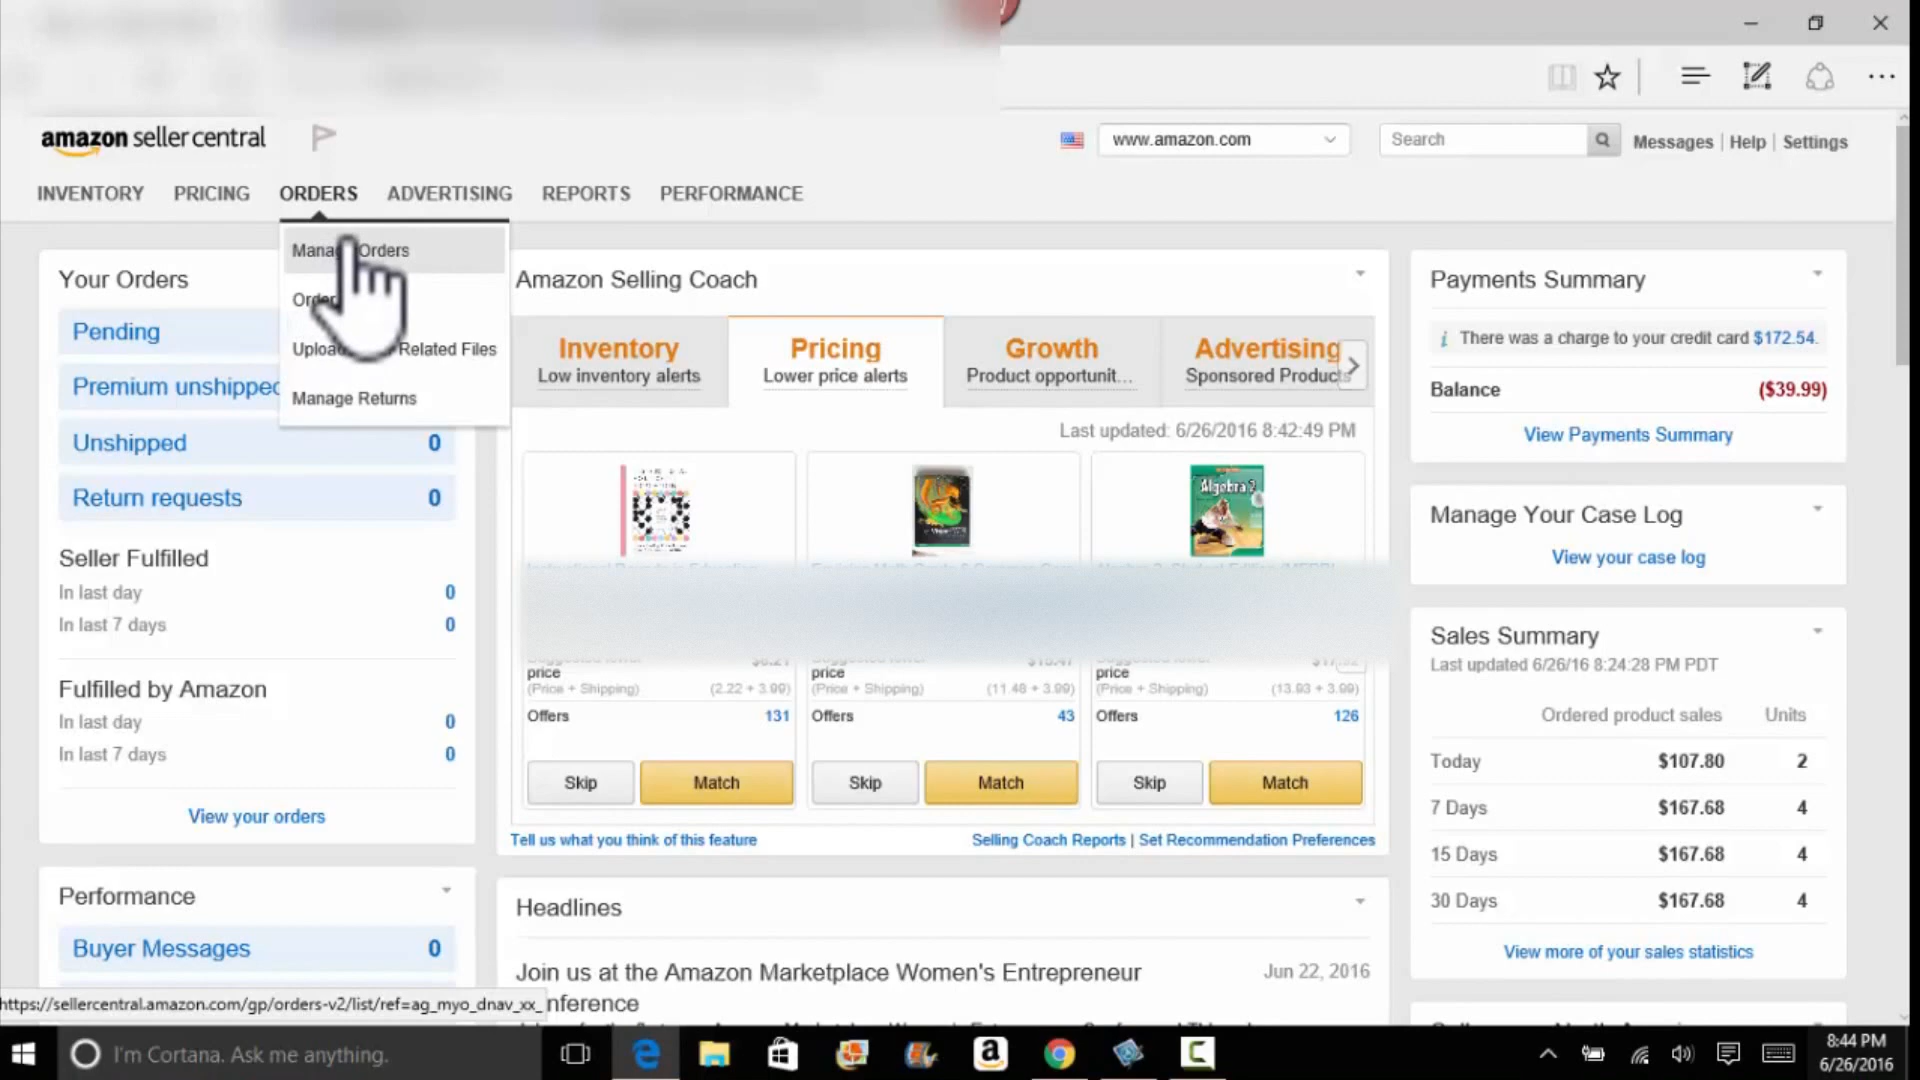 amazon seller central
www.amazon.com
Search
Messages | Help | Settings
INVENTORY PRICING ORDERS ADVERTISING REPORTS PERFORMANCE
Manage Orders
Order
Upload Related Files
Manage Returns
Your Orders
Pending
Premium unshipped
Unshipped 0
Return requests 0
Seller Fulfilled
In last day 0
In last 7 days 0
Fulfilled by Amazon
In last day 0
In last 7 days 0
View your orders
Performance
Buyer Messages 0
https://sellercentral.amazon.com/gp/orders-v2/list/ref=ag_myo_dnav_xx_
Amazon Selling Coach
Inventory
Low inventory alerts
Pricing
Lower price alerts
Growth
Product opportunit...
Advertising
Sponsored Products
Last updated: 6/26/2016 8:42:49 PM
Algebra 2
price
(Price + Shipping) (2.22 + 3.99)
Offers 131
Skip Match
price
(Price + Shipping) (11.48 + 3.99)
Offers 43
Skip Match
price
(Price + Shipping) (13.93 + 3.99)
Offers 126
Skip Match
Tell us what you think of this feature
Selling Coach Reports | Set Recommendation Preferences
Headlines
Join us at the Amazon Marketplace Women's Entrepreneur
onference
Jun 22, 2016
Payments Summary
There was a charge to your credit card $172.54.
Balance ($39.99)
View Payments Summary
Manage Your Case Log
View your case log
Sales Summary
Last updated 6/26/16 8:24:28 PM PDT
Ordered product sales Units
Today $107.80 2
7 Days $167.68 4
15 Days $167.68 4
30 Days $167.68 4
View more of your sales statistics
I'm Cortana. Ask me anything.
8:44 PM
6/26/2016